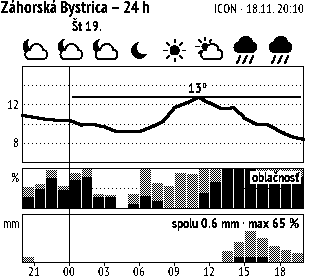 Záhorská Bystrica – 24 h
ICON - 18.11. 20:10
Št 19.
13°
12
8
%
oblačnosť
mm
spolu 0.6 mm · max 65 %
21 00 03 06 09 12 15 18